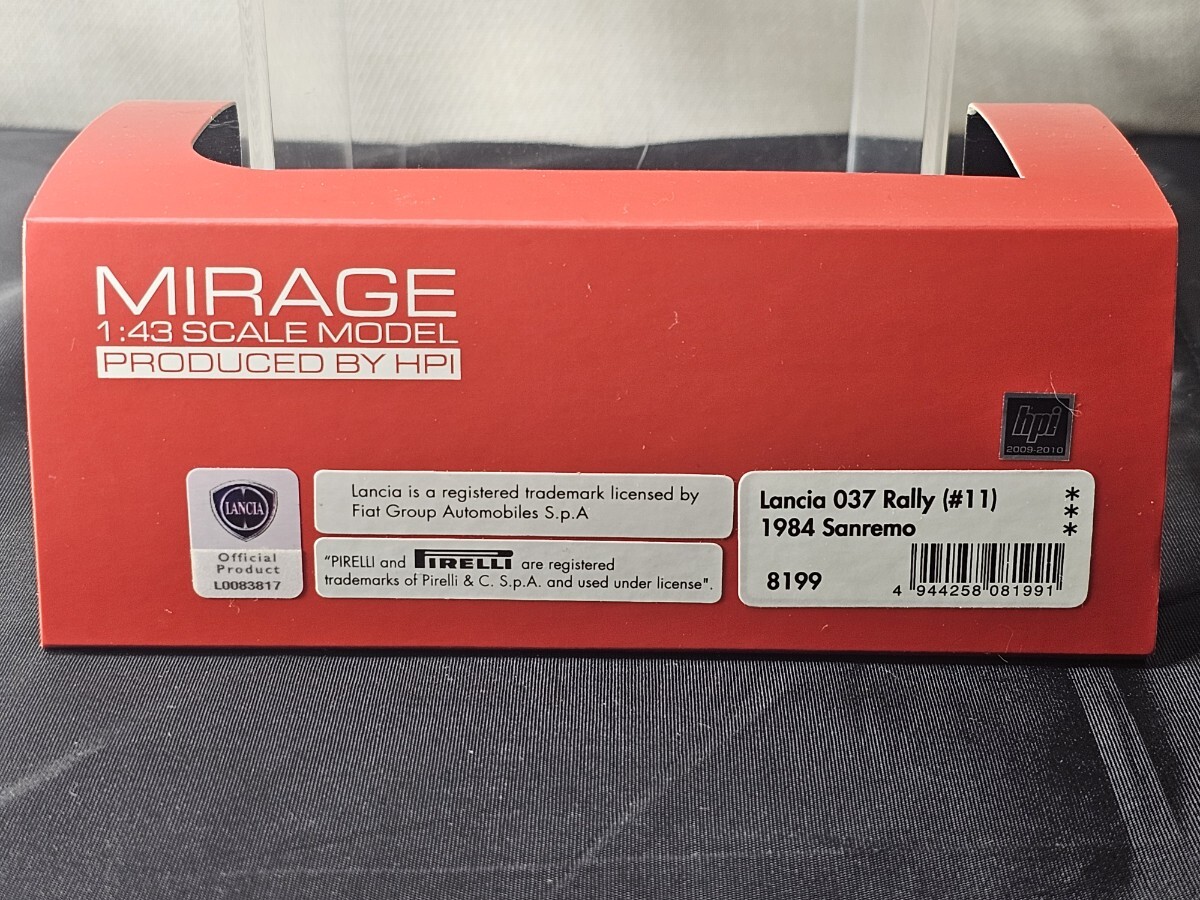 MIRAGE
1:43 SCALE MODEL
PRODUCED BY HPI
hpi
2009-2010
LANCIA
Official
Product
L0083817
Lancia is a registered trademark licensed by
Fiat Group Automobiles S.p.A
"PIRELLI and PIRELLI are registered
trademarks of Pirelli & C. S.p.A. and used under license".
Lancia 037 Rally (#11) *
1984 Sanremo *
*
8199
4 944258 081991